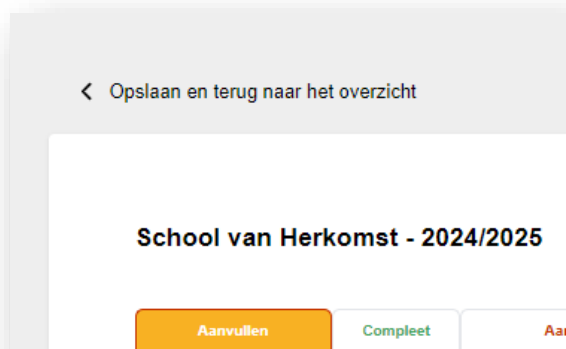 Opslaan en terug naar het overzicht
School van Herkomst - 2024/2025
Aanvullen Compleet